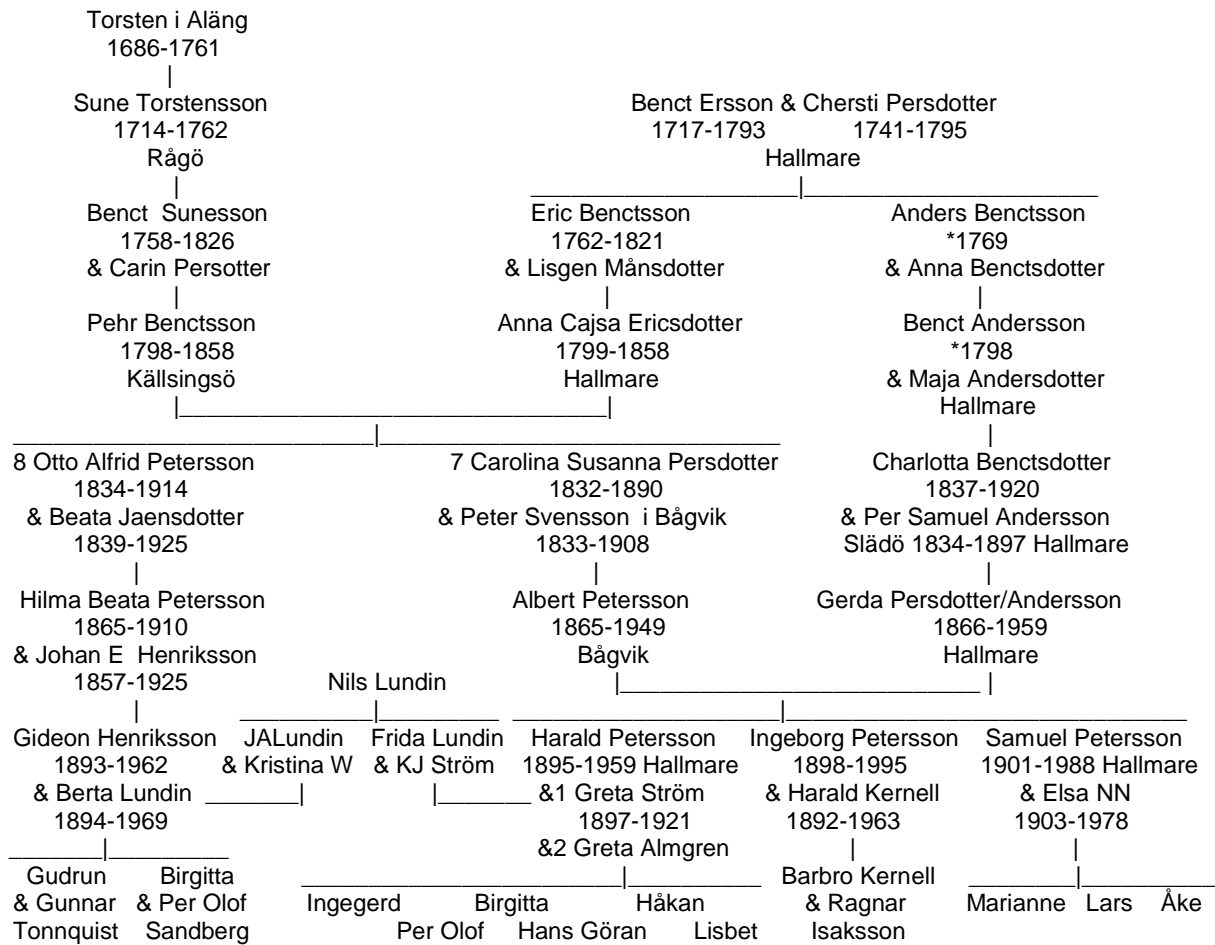 Torsten i Aläng
1686-1761
Sune Torstensson Benct Ersson & Chersti Persdotter
1714-1762 1717-1793 1741-1795
Rågö Hallmare
Benct Sunesson Eric Benctsson Anders Benctsson
1758-1826 1762-1821 *1769
& Carin Persotter & Lisgen Månsdotter & Anna Benctsdotter
Pehr Benctsson Anna Cajsa Ericsdotter Benct Andersson
1798-1858 1799-1858 *1798
Källsingsö Hallmare & Maja Andersdotter
Hallmare
8 Otto Alfrid Petersson 7 Carolina Susanna Persdotter Charlotta Benctsdotter
1834-1914 1832-1890 1837-1920
& Beata Jaensdotter & Peter Svensson i Bågvik & Per Samuel Andersson
1839-1925 1833-1908 Slädö 1834-1897 Hallmare
Hilma Beata Petersson Albert Petersson Gerda Persdotter/Andersson
1865-1910 1865-1949 1866-1959
& Johan E Henriksson Bågvik Hallmare
1857-1925 Nils Lundin
Gideon Henriksson JALundin Frida Lundin Harald Petersson Ingeborg Petersson Samuel Petersson
1893-1962 & Kristina W & KJ Ström 1895-1959 Hallmare 1898-1995 1901-1988 Hallmare
& Berta Lundin &1 Greta Ström & Harald Kernell & Elsa NN
1894-1969 1897-1921 1892-1963 1903-1978
&2 Greta Almgren
Gudrun Birgitta Barbro Kernell
& Gunnar & Per Olof Ingegerd Birgitta Håkan & Ragnar Marianne Lars Åke
Tonnquist Sandberg Per Olof Hans Göran Lisbet Isaksson